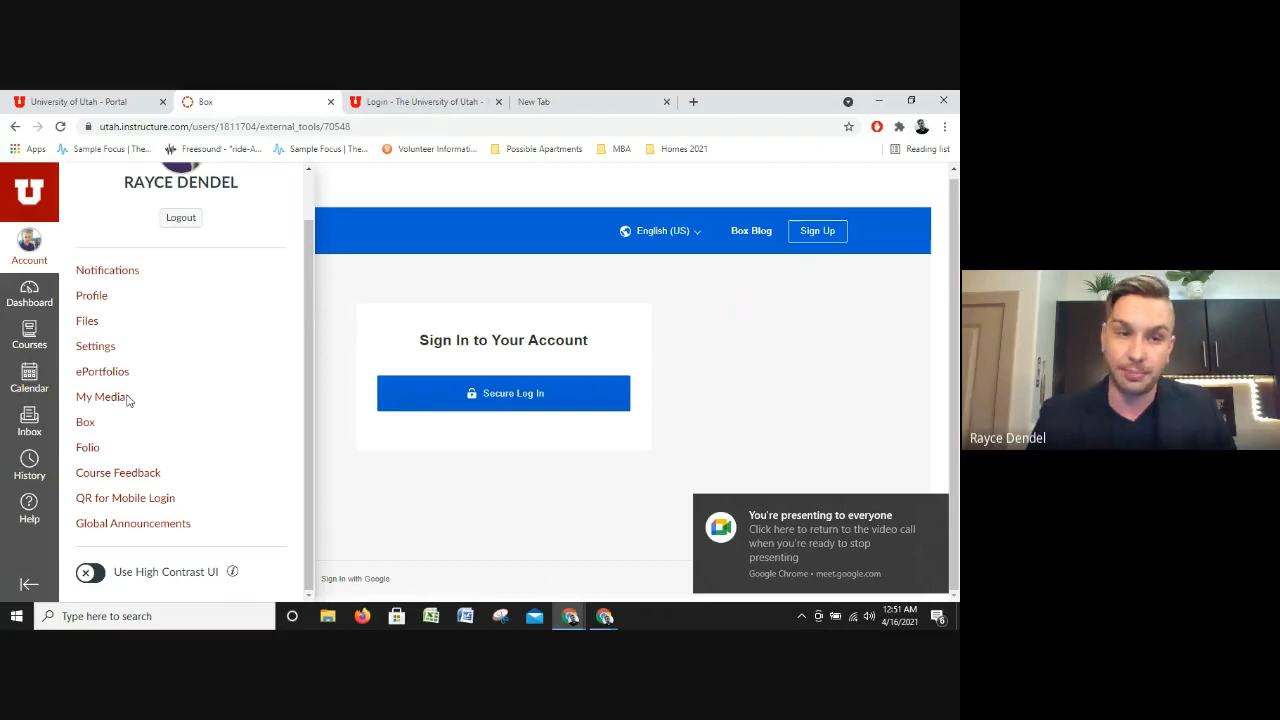 University of Utah - Portal
Box
Login - The University of Utah -
New Tab
utah.instructure.com/users/1811704/external_tools/70548
Apps
Sample Focus | The...
Freesound - "ride-A...
Sample Focus | The...
Volunteer Informati...
Possible Apartments
MBA
Homes 2021
Reading list
U
Account
Dashboard
Courses
Calendar
Inbox
History
Help
RAYCE DENDEL
Logout
Notifications
Profile
Files
Settings
ePortfolios
My Media
Box
Folio
Course Feedback
QR for Mobile Login
Global Announcements
Use High Contrast UI
English (US)
Box Blog
Sign Up
Sign In to Your Account
Secure Log In
Sign In with Google
You're presenting to everyone
Click here to return to the video call
when you're ready to stop
presenting
Google Chrome • meet.google.com
Type here to search
12:51 AM
4/16/2021
6
Rayce Dendel